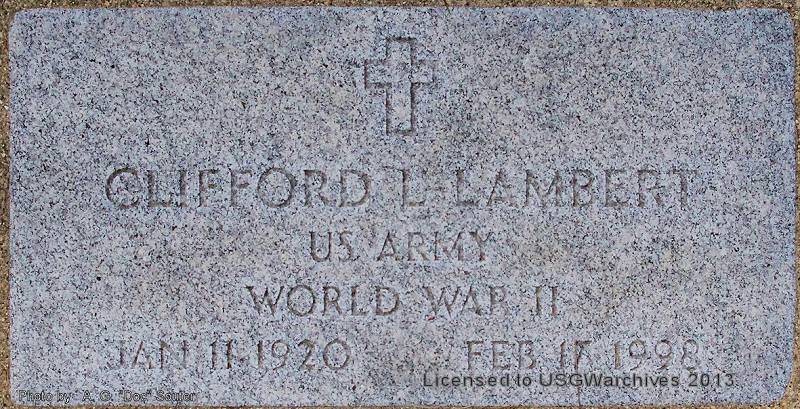 CLIFFORD L LAMBERT
US ARMY
WORLD WAR II
JAN 11 1920 FEB 17 1998
Licensed to USGWarchives 2013
Photo by "A. G. "Doc" Soulen